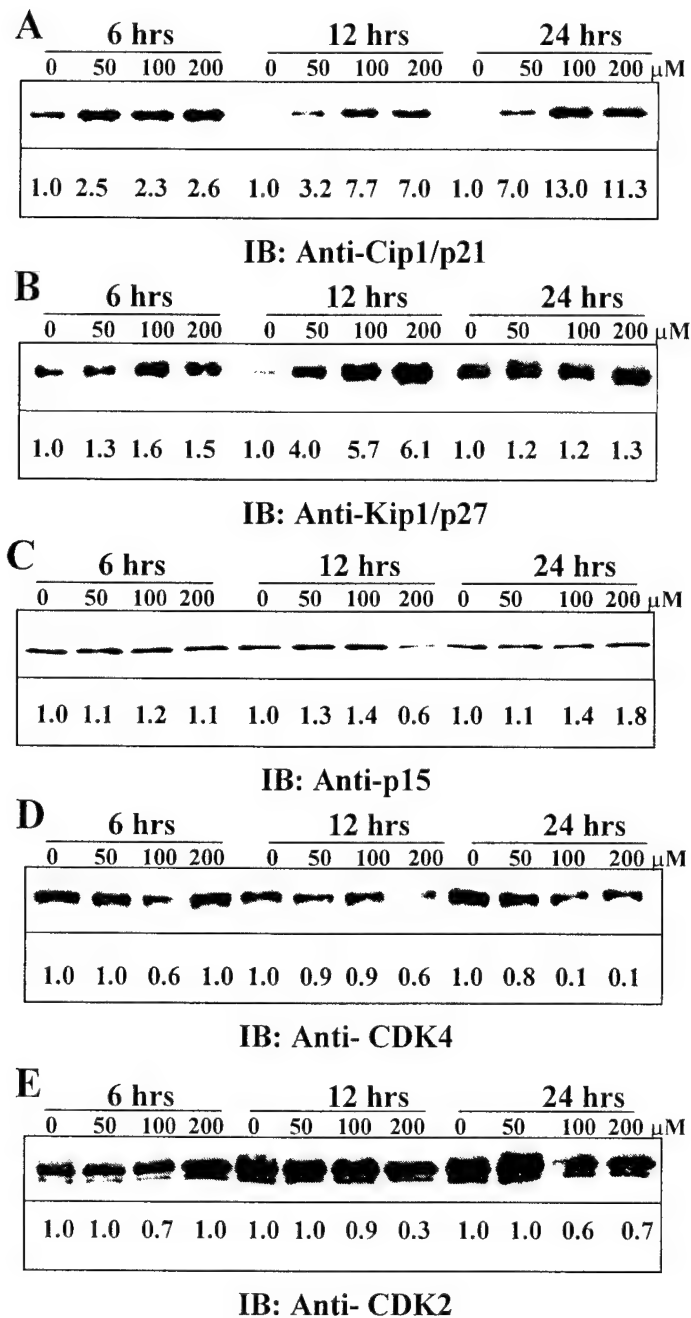 A
6 hrs 12 hrs 24 hrs
0 50 100 200 0 50 100 200 0 50 100 200 μM
1.0 2.5 2.3 2.6 1.0 3.2 7.7 7.0 1.0 7.0 13.0 11.3
IB: Anti-Cip1/p21
B
6 hrs 12 hrs 24 hrs
0 50 100 200 0 50 100 200 0 50 100 200 μM
1.0 1.3 1.6 1.5 1.0 4.0 5.7 6.1 1.0 1.2 1.2 1.3
IB: Anti-Kip1/p27
C
6 hrs 12 hrs 24 hrs
0 50 100 200 0 50 100 200 0 50 100 200 μM
1.0 1.1 1.2 1.1 1.0 1.3 1.4 0.6 1.0 1.1 1.4 1.8
IB: Anti-p15
D
6 hrs 12 hrs 24 hrs
0 50 100 200 0 50 100 200 0 50 100 200 μM
1.0 1.0 0.6 1.0 1.0 0.9 0.9 0.6 1.0 0.8 0.1 0.1
IB: Anti- CDK4
E
6 hrs 12 hrs 24 hrs
0 50 100 200 0 50 100 200 0 50 100 200 μM
1.0 1.0 0.7 1.0 1.0 1.0 0.9 0.3 1.0 1.0 0.6 0.7
IB: Anti- CDK2